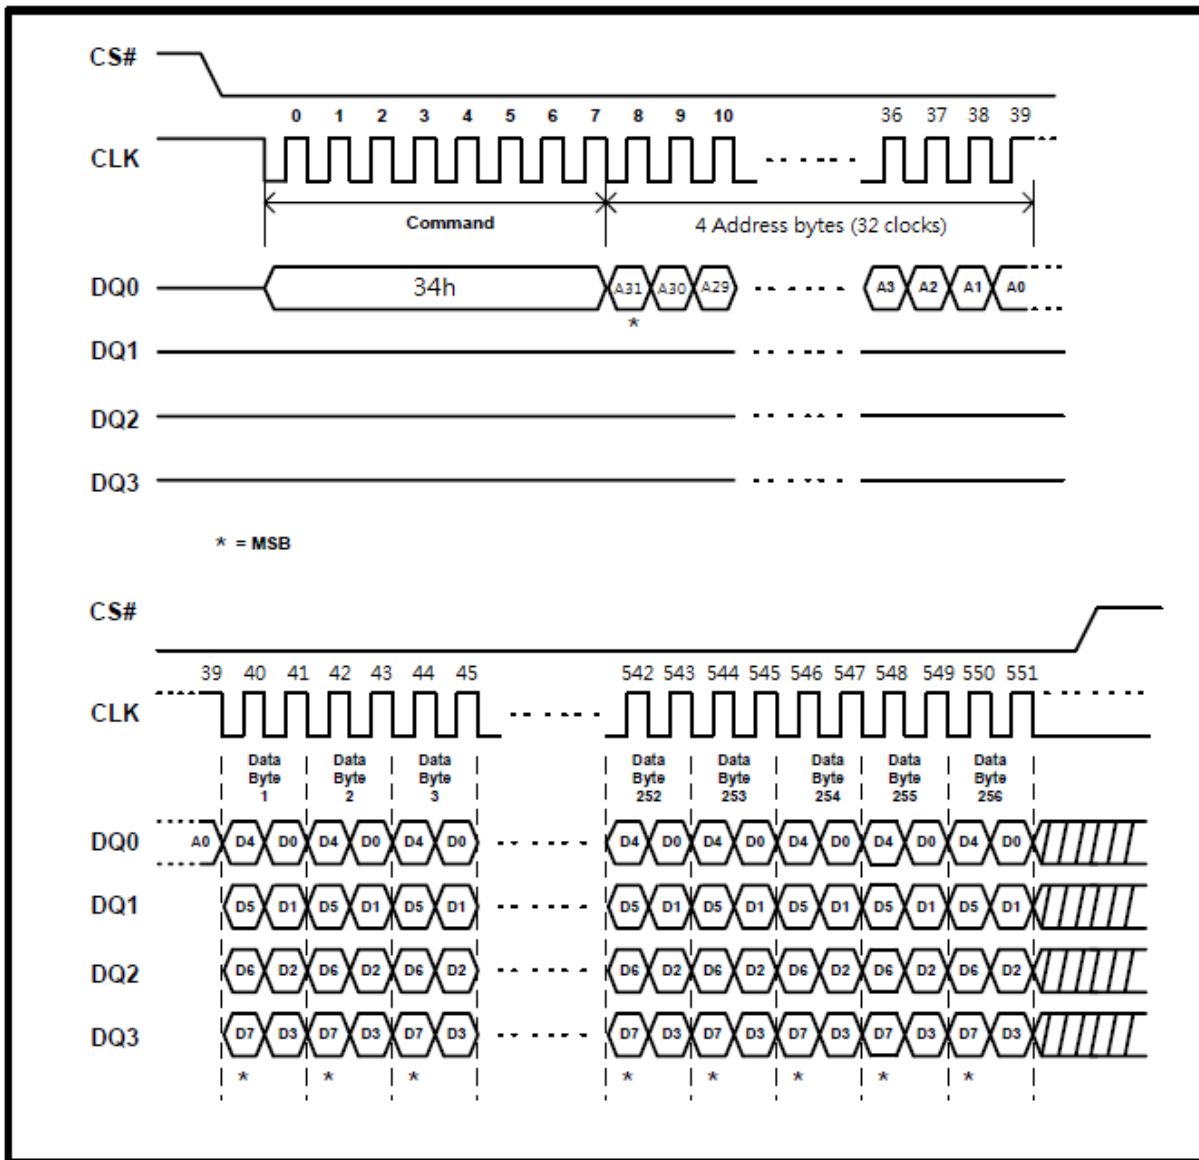 CS#
0 1 2 3 4 5 6 7 8 9 10 36 37 38 39
CLK
Command 4 Address bytes (32 clocks)
DQ0 34h A31 A30 A29 A3 A2 A1 A0
*
DQ1
DQ2
DQ3
* = MSB
CS#
39 40 41 42 43 44 45 542 543 544 545 546 547 548 549 550 551
CLK
Data Data Data Data Data Data Data Data
Byte Byte Byte Byte Byte Byte Byte Byte
1 2 3 252 253 254 255 256
DQ0 A0 D4 D0 D4 D0 D4 D0 D4 D0 D4 D0 D4 D0 D4 D0 D4 D0
DQ1 D5 D1 D5 D1 D5 D1 D5 D1 D5 D1 D5 D1 D5 D1 D5 D1
DQ2 D6 D2 D6 D2 D6 D2 D6 D2 D6 D2 D6 D2 D6 D2 D6 D2
DQ3 D7 D3 D7 D3 D7 D3 D7 D3 D7 D3 D7 D3 D7 D3 D7 D3
* * * * * * * *